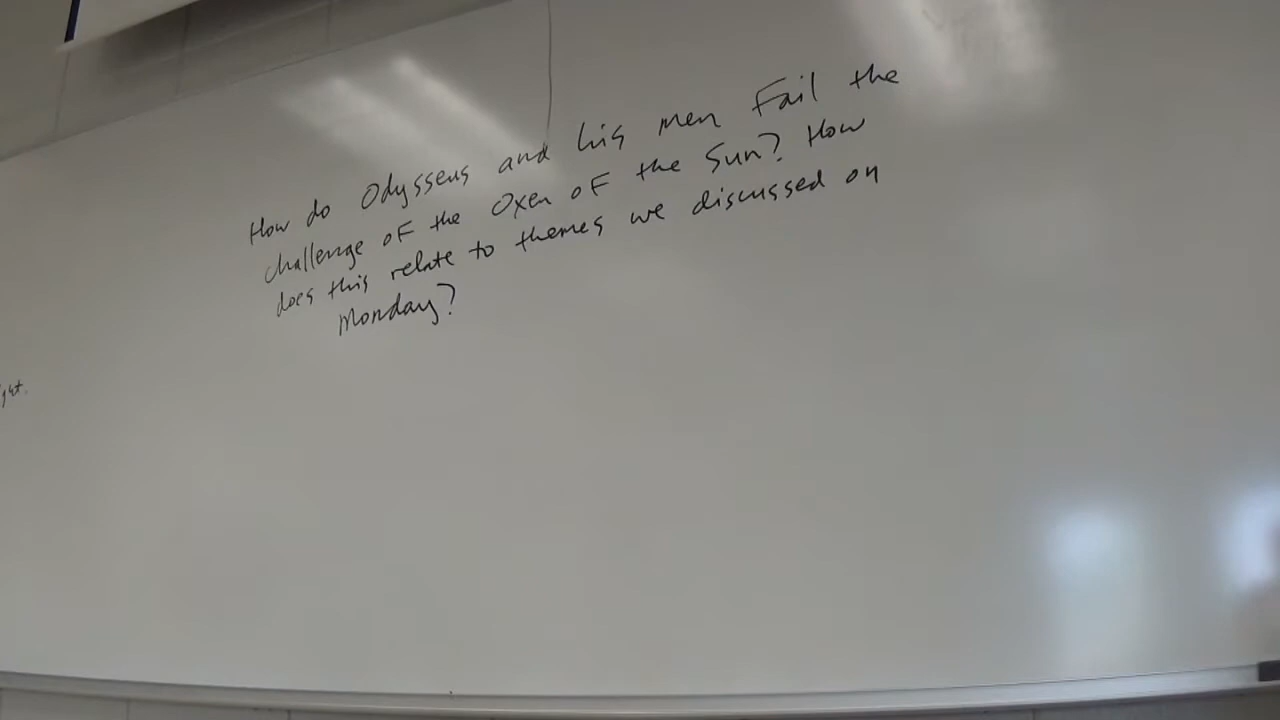 How do Odysseus and his men Fail the
challenge of the Oxen of the Sun? How
does this relate to themes we discussed on
Monday?